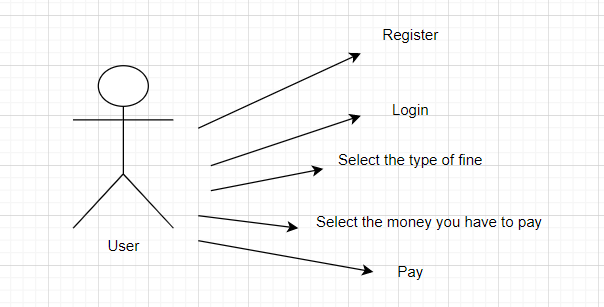 Register
Login
Select the type of fine
Select the money you have to pay
User
Pay